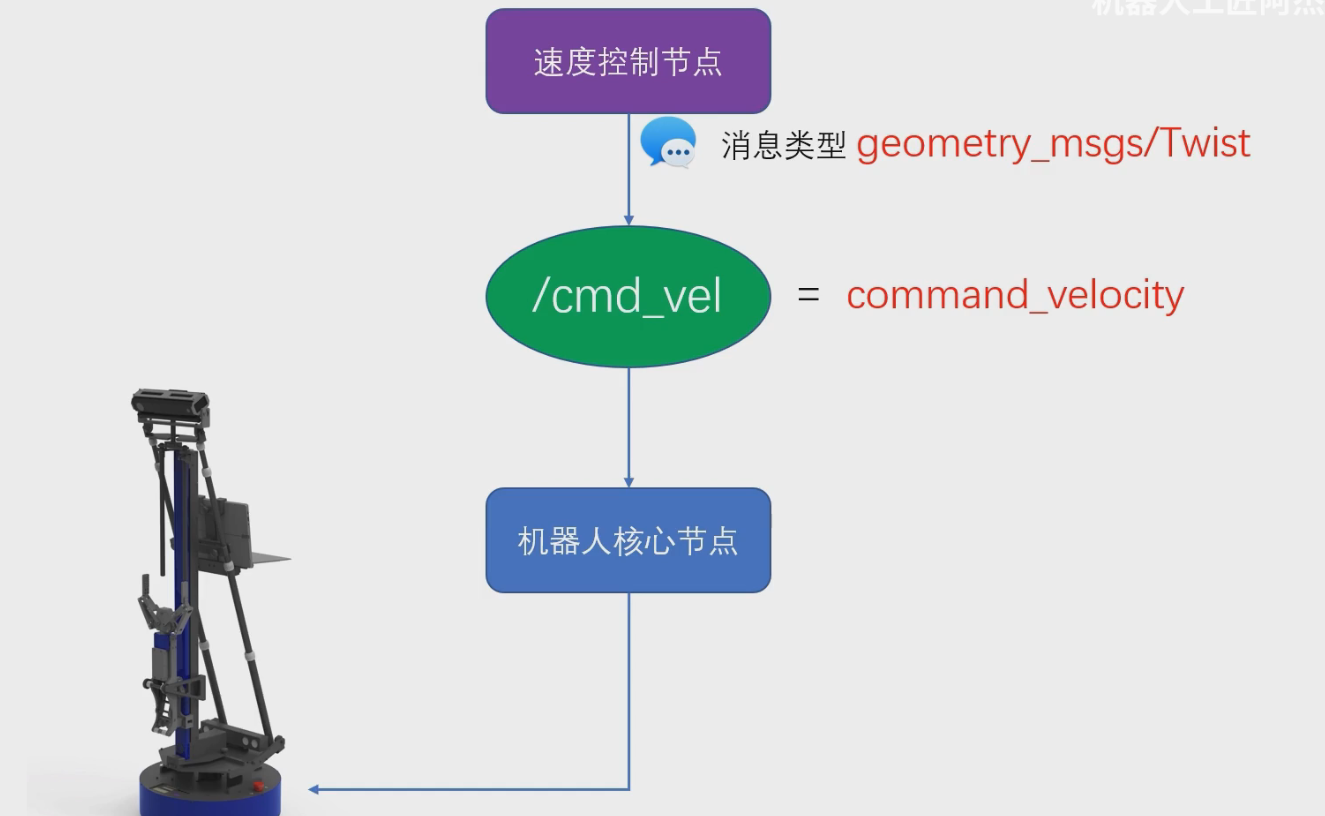 机器人工匠阿杰
速度控制节点
消息类型 geometry_msgs/Twist
/cmd_vel = command_velocity
机器人核心节点